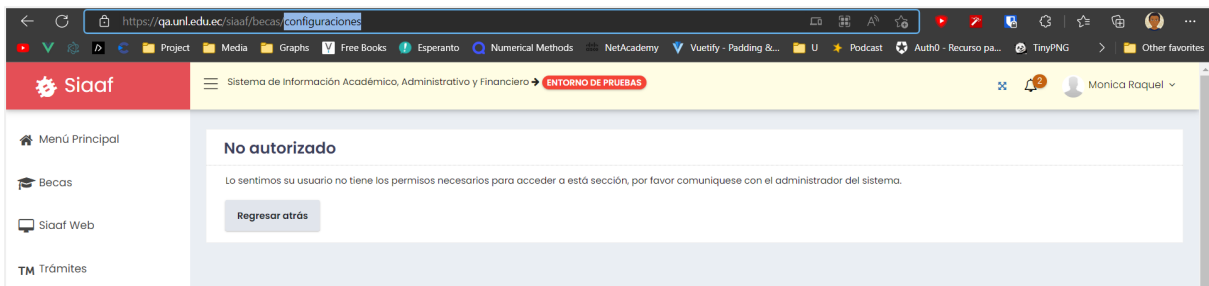 https://qa.unl.edu.ec/siaaf/becas/configuraciones
Project
Media
Graphs
Free Books
Esperanto
Numerical Methods
NetAcademy
Vuetify - Padding &...
U
Podcast
Auth0 - Recurso pa...
TinyPNG
Other favorites
Siaaf
Sistema de Información Académico, Administrativo y Financiero
ENTORNO DE PRUEBAS
2
Monica Raquel
Menú Principal
Becas
Siaaf Web
TM Trámites
No autorizado
Lo sentimos su usuario no tiene los permisos necesarios para acceder a está sección, por favor comuniquese con el administrador del sistema.
Regresar atrás